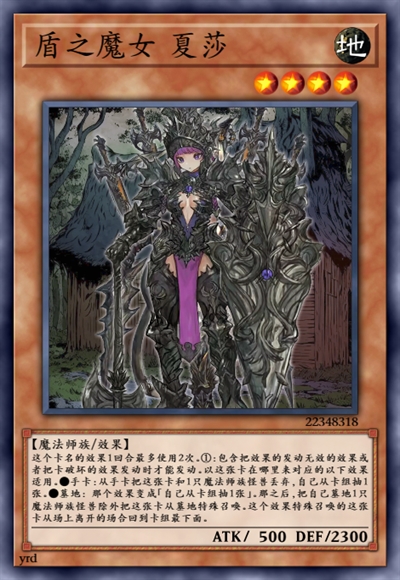 盾之魔女 夏莎
地
22348318
【魔法师族/效果】
这个卡名的效果1回合最多使用2次。①:包含把效果的发动无效的效果或
者把卡破坏的效果发动时才能发动。以这张卡在哪里来对应的以下效果
适用。●手卡:从手卡把这张卡和1只魔法师族怪兽丢弃,自己从卡组抽1
张。●墓地: 那个效果变成「自己从卡组抽1张」。那之后,把自己墓地1只
魔法师族怪兽除外把这张卡从墓地特殊召唤。这个效果特殊召唤的这
张卡从场上离开的场合回到卡组最下面。
ATK/ 500 DEF/2300
yrd